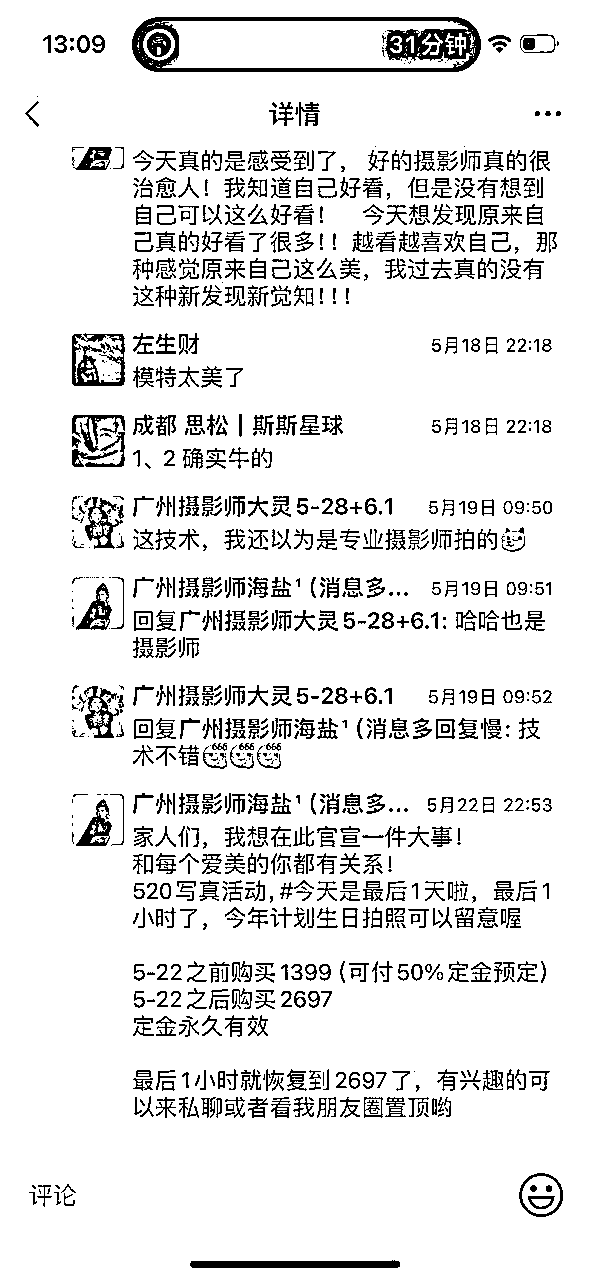 13:09
31分钟
详情
今天真的是感受到了， 好的摄影师真的很
治愈人！我知道自己好看，但是没有想到
自己可以这么好看！ 今天想发现原来自
己真的好看了很多！！越看越喜欢自己，那
种感觉原来自己这么美，我过去真的没有
这种新发现新觉知！！！
左生财 5月18日 22:18
模特太美了
成都 思松｜斯斯星球 5月18日 22:18
1、2 确实牛的
广州摄影师大灵5-28+6.1 5月19日 09:50
这技术，我还以为是专业摄影师拍的
广州摄影师海盐¹（消息多... 5月19日 09:51
回复广州摄影师大灵5-28+6.1: 哈哈也是
摄影师
广州摄影师大灵5-28+6.1 5月19日 09:52
回复广州摄影师海盐¹（消息多回复慢: 技
术不错
广州摄影师海盐¹（消息多... 5月22日 22:53
家人们，我想在此官宣一件大事！
和每个爱美的你都有关系！
520写真活动,#今天是最后1天啦，最后1
小时了，今年计划生日拍照可以留意喔
5-22之前购买1399（可付50%定金预定）
5-22之后购买2697
定金永久有效
最后1小时就恢复到2697了，有兴趣的可
以来私聊或者看我朋友圈置顶哟
评论